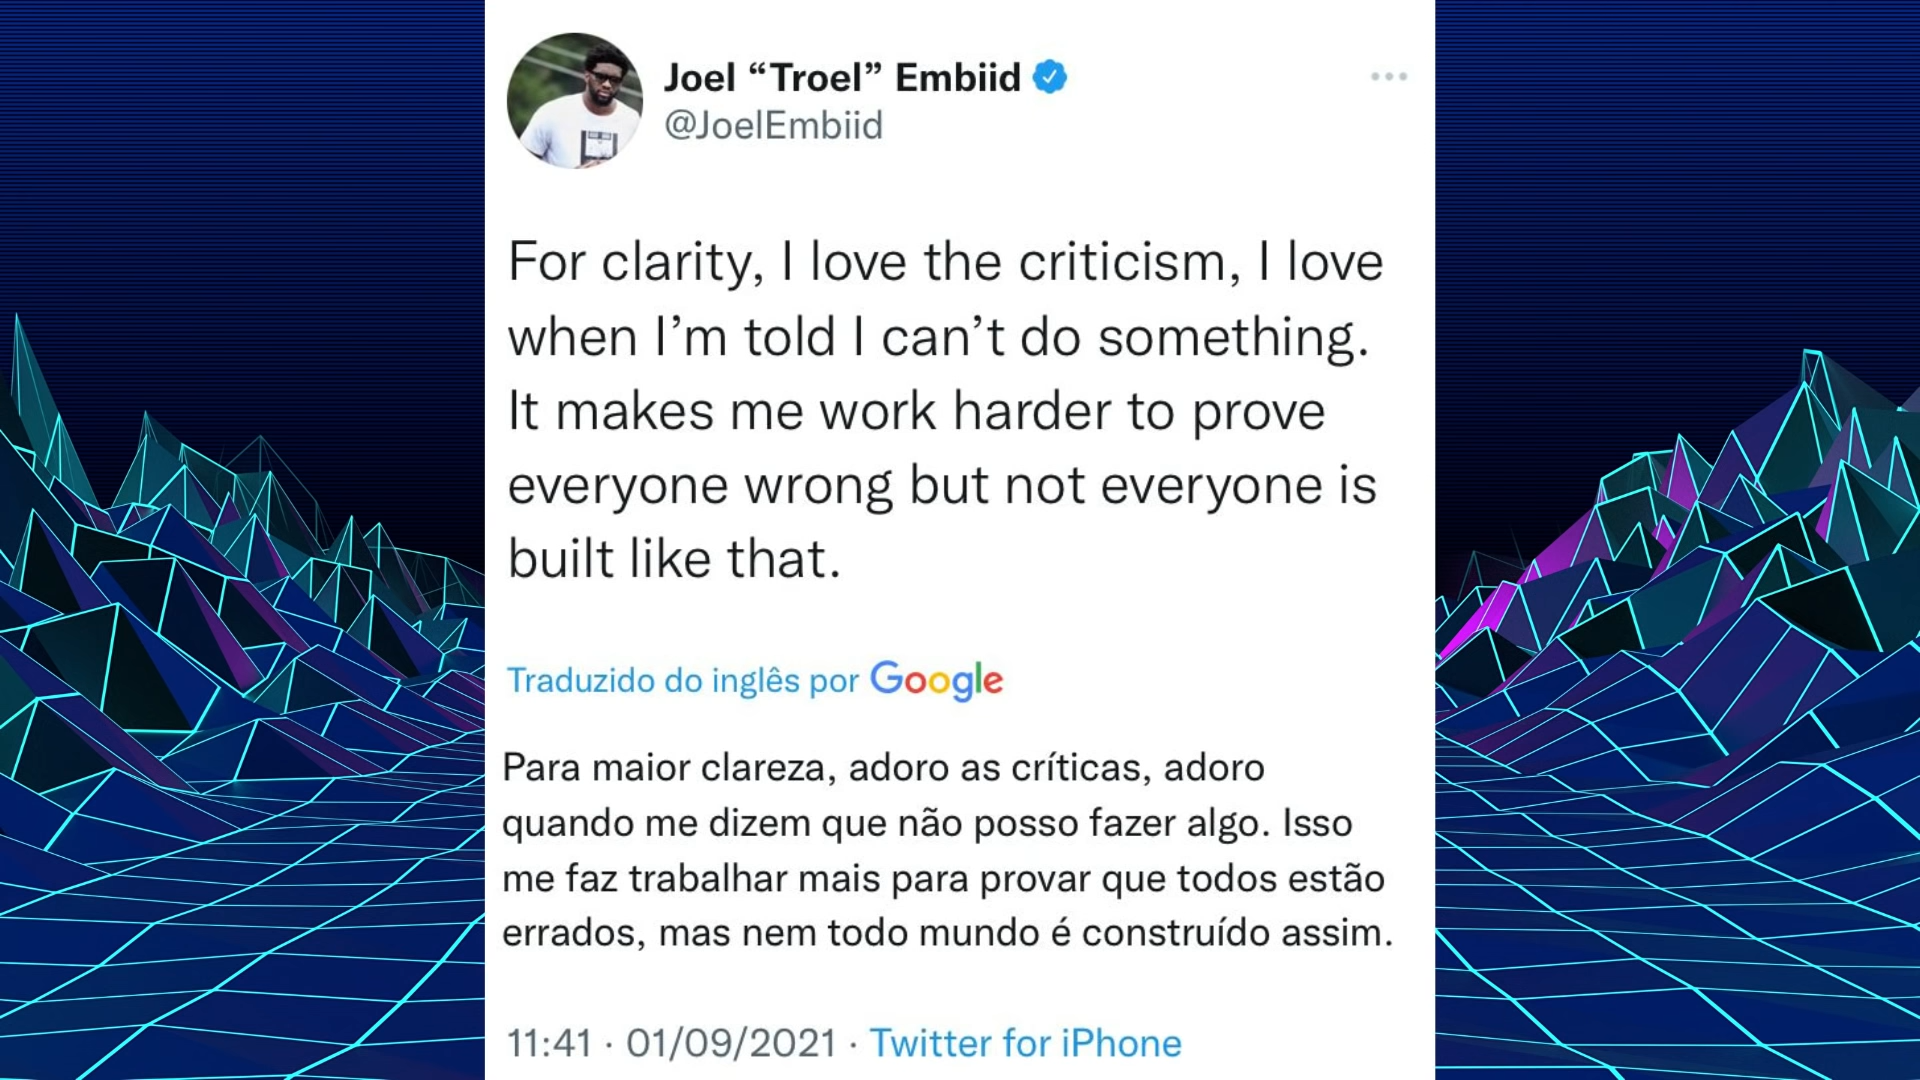 Joel “Troel” Embiid
@JoelEmbiid
For clarity, I love the criticism, I love
when I’m told I can’t do something.
It makes me work harder to prove
everyone wrong but not everyone is
built like that.
Traduzido do inglês por Google
Para maior clareza, adoro as críticas, adoro
quando me dizem que não posso fazer algo. Isso
me faz trabalhar mais para provar que todos estão
errados, mas nem todo mundo é construído assim.
11:41 · 01/09/2021 · Twitter for iPhone